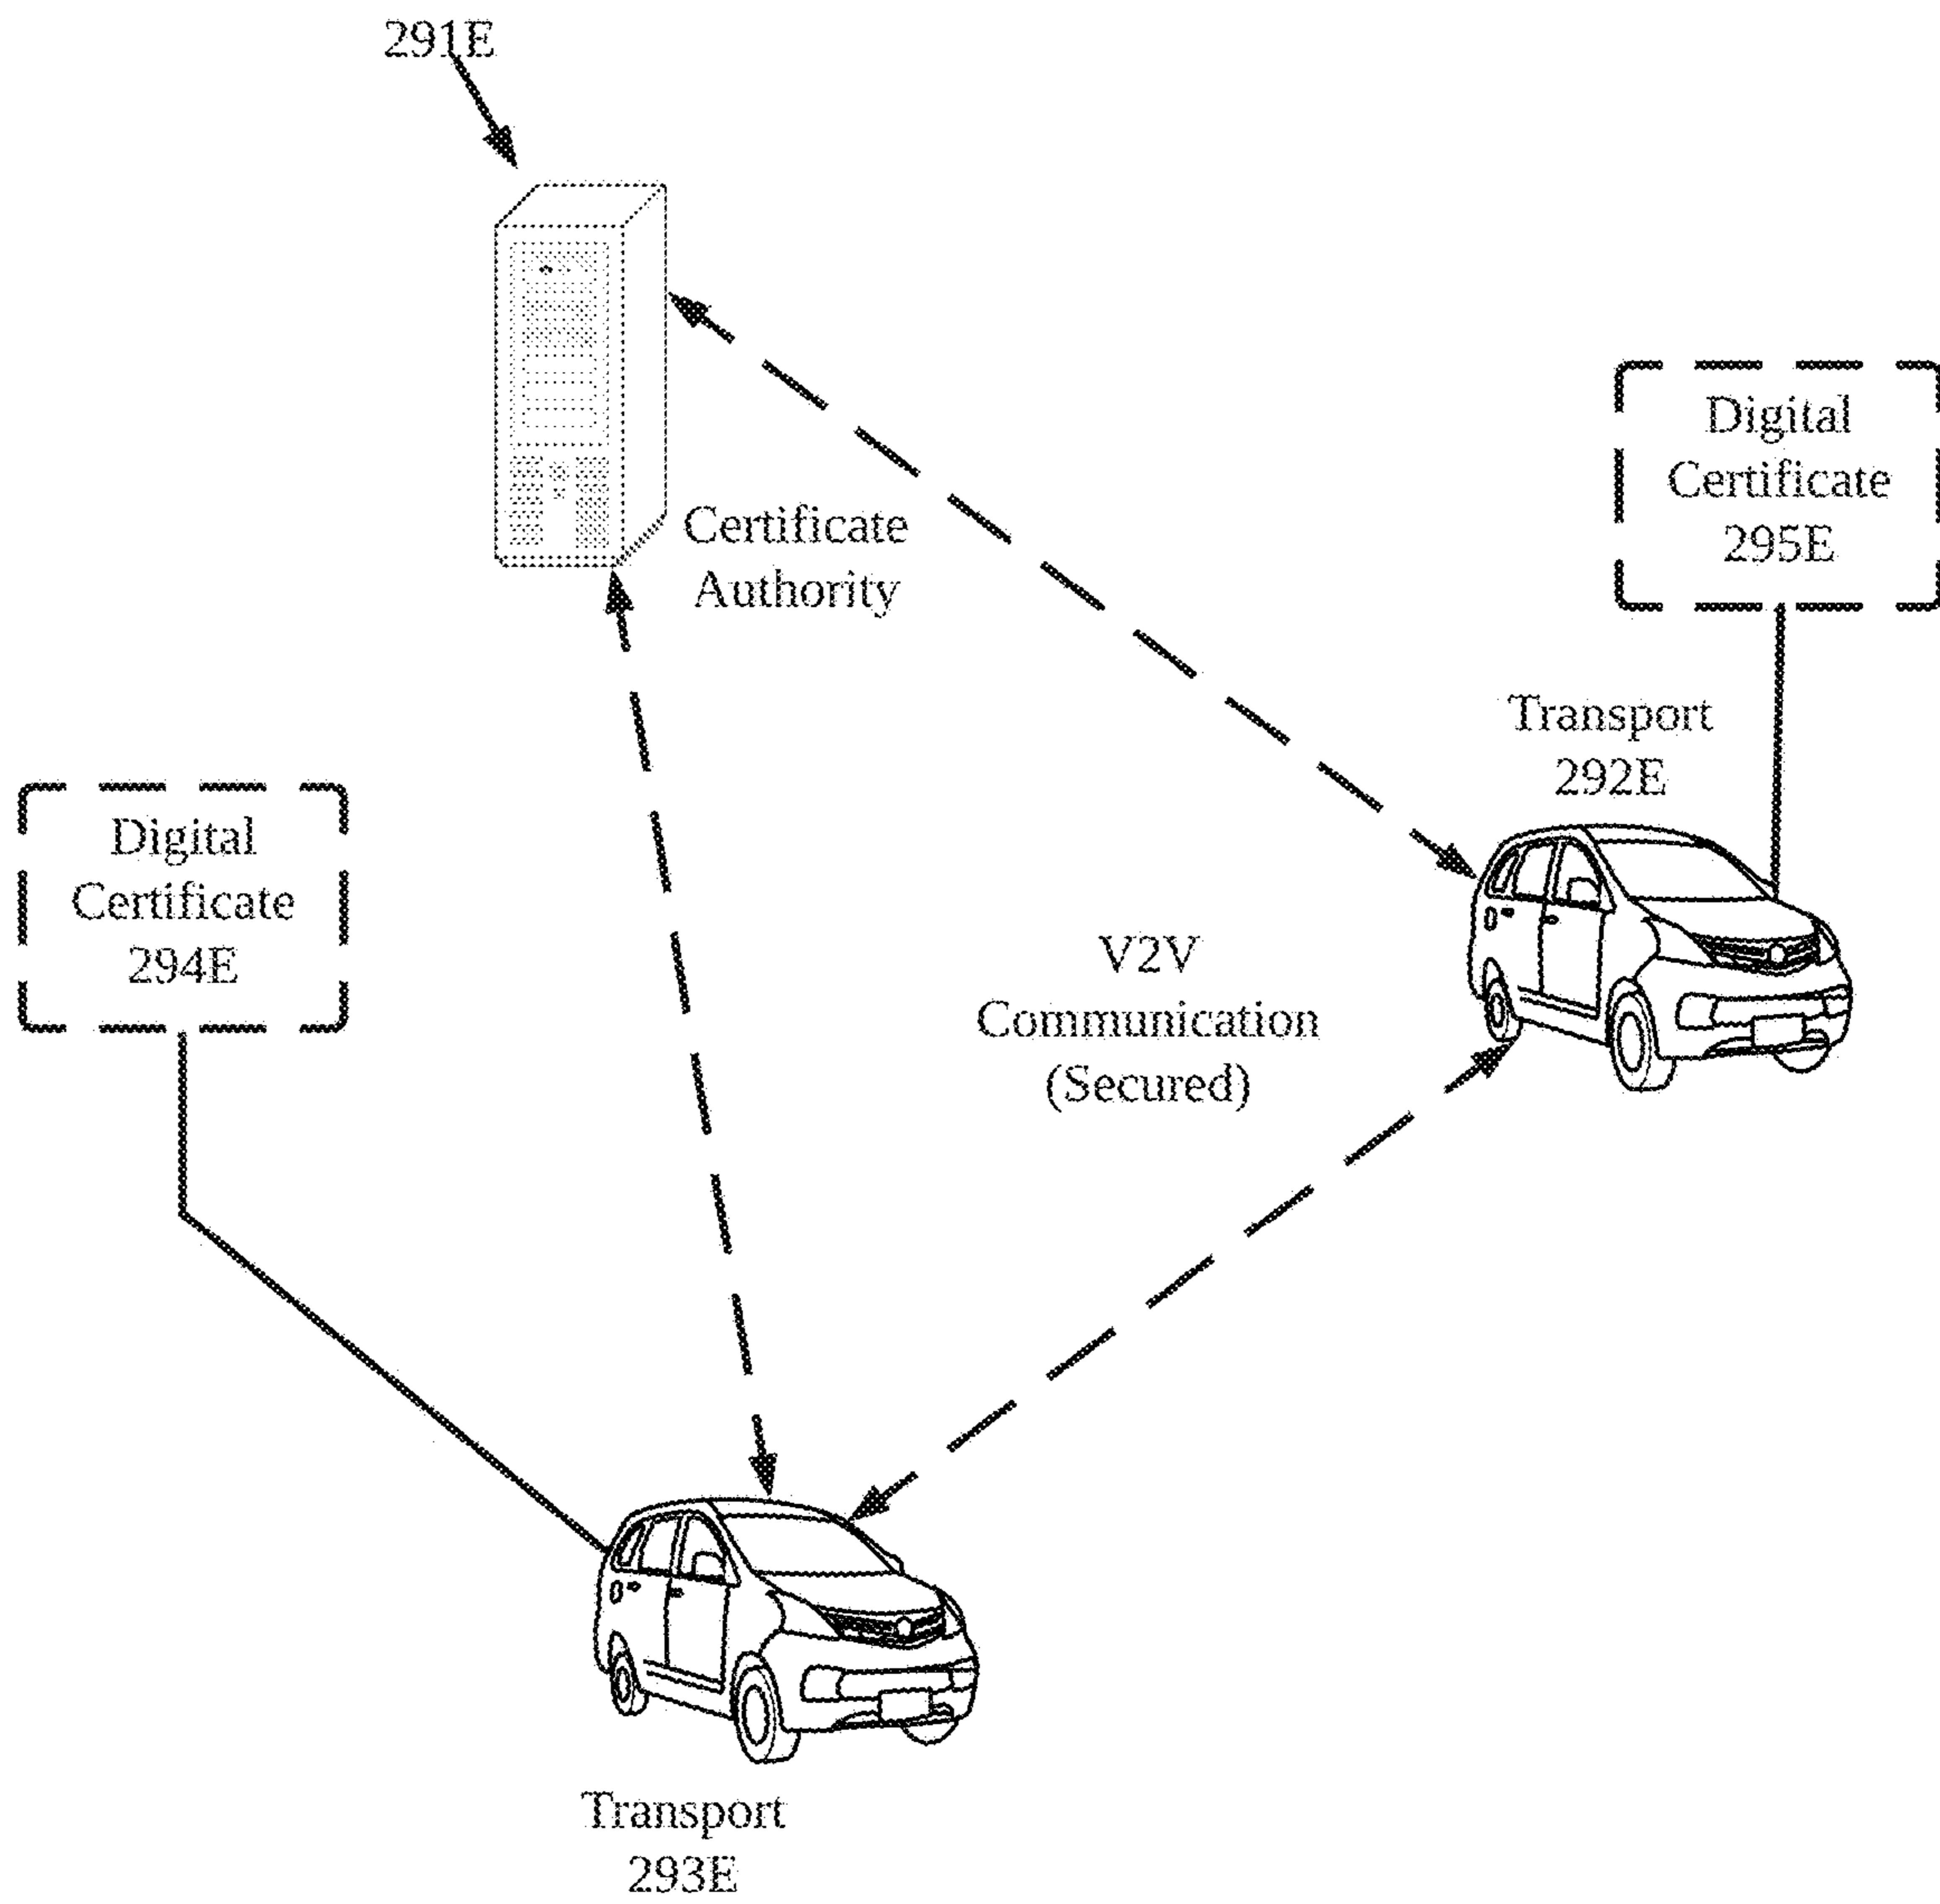 291E
Certificate
Authority
Digital
Certificate
295E
Transport
292E
Digital
Certificate
294E
V2V
Communication
(Secured)
Transport
293E